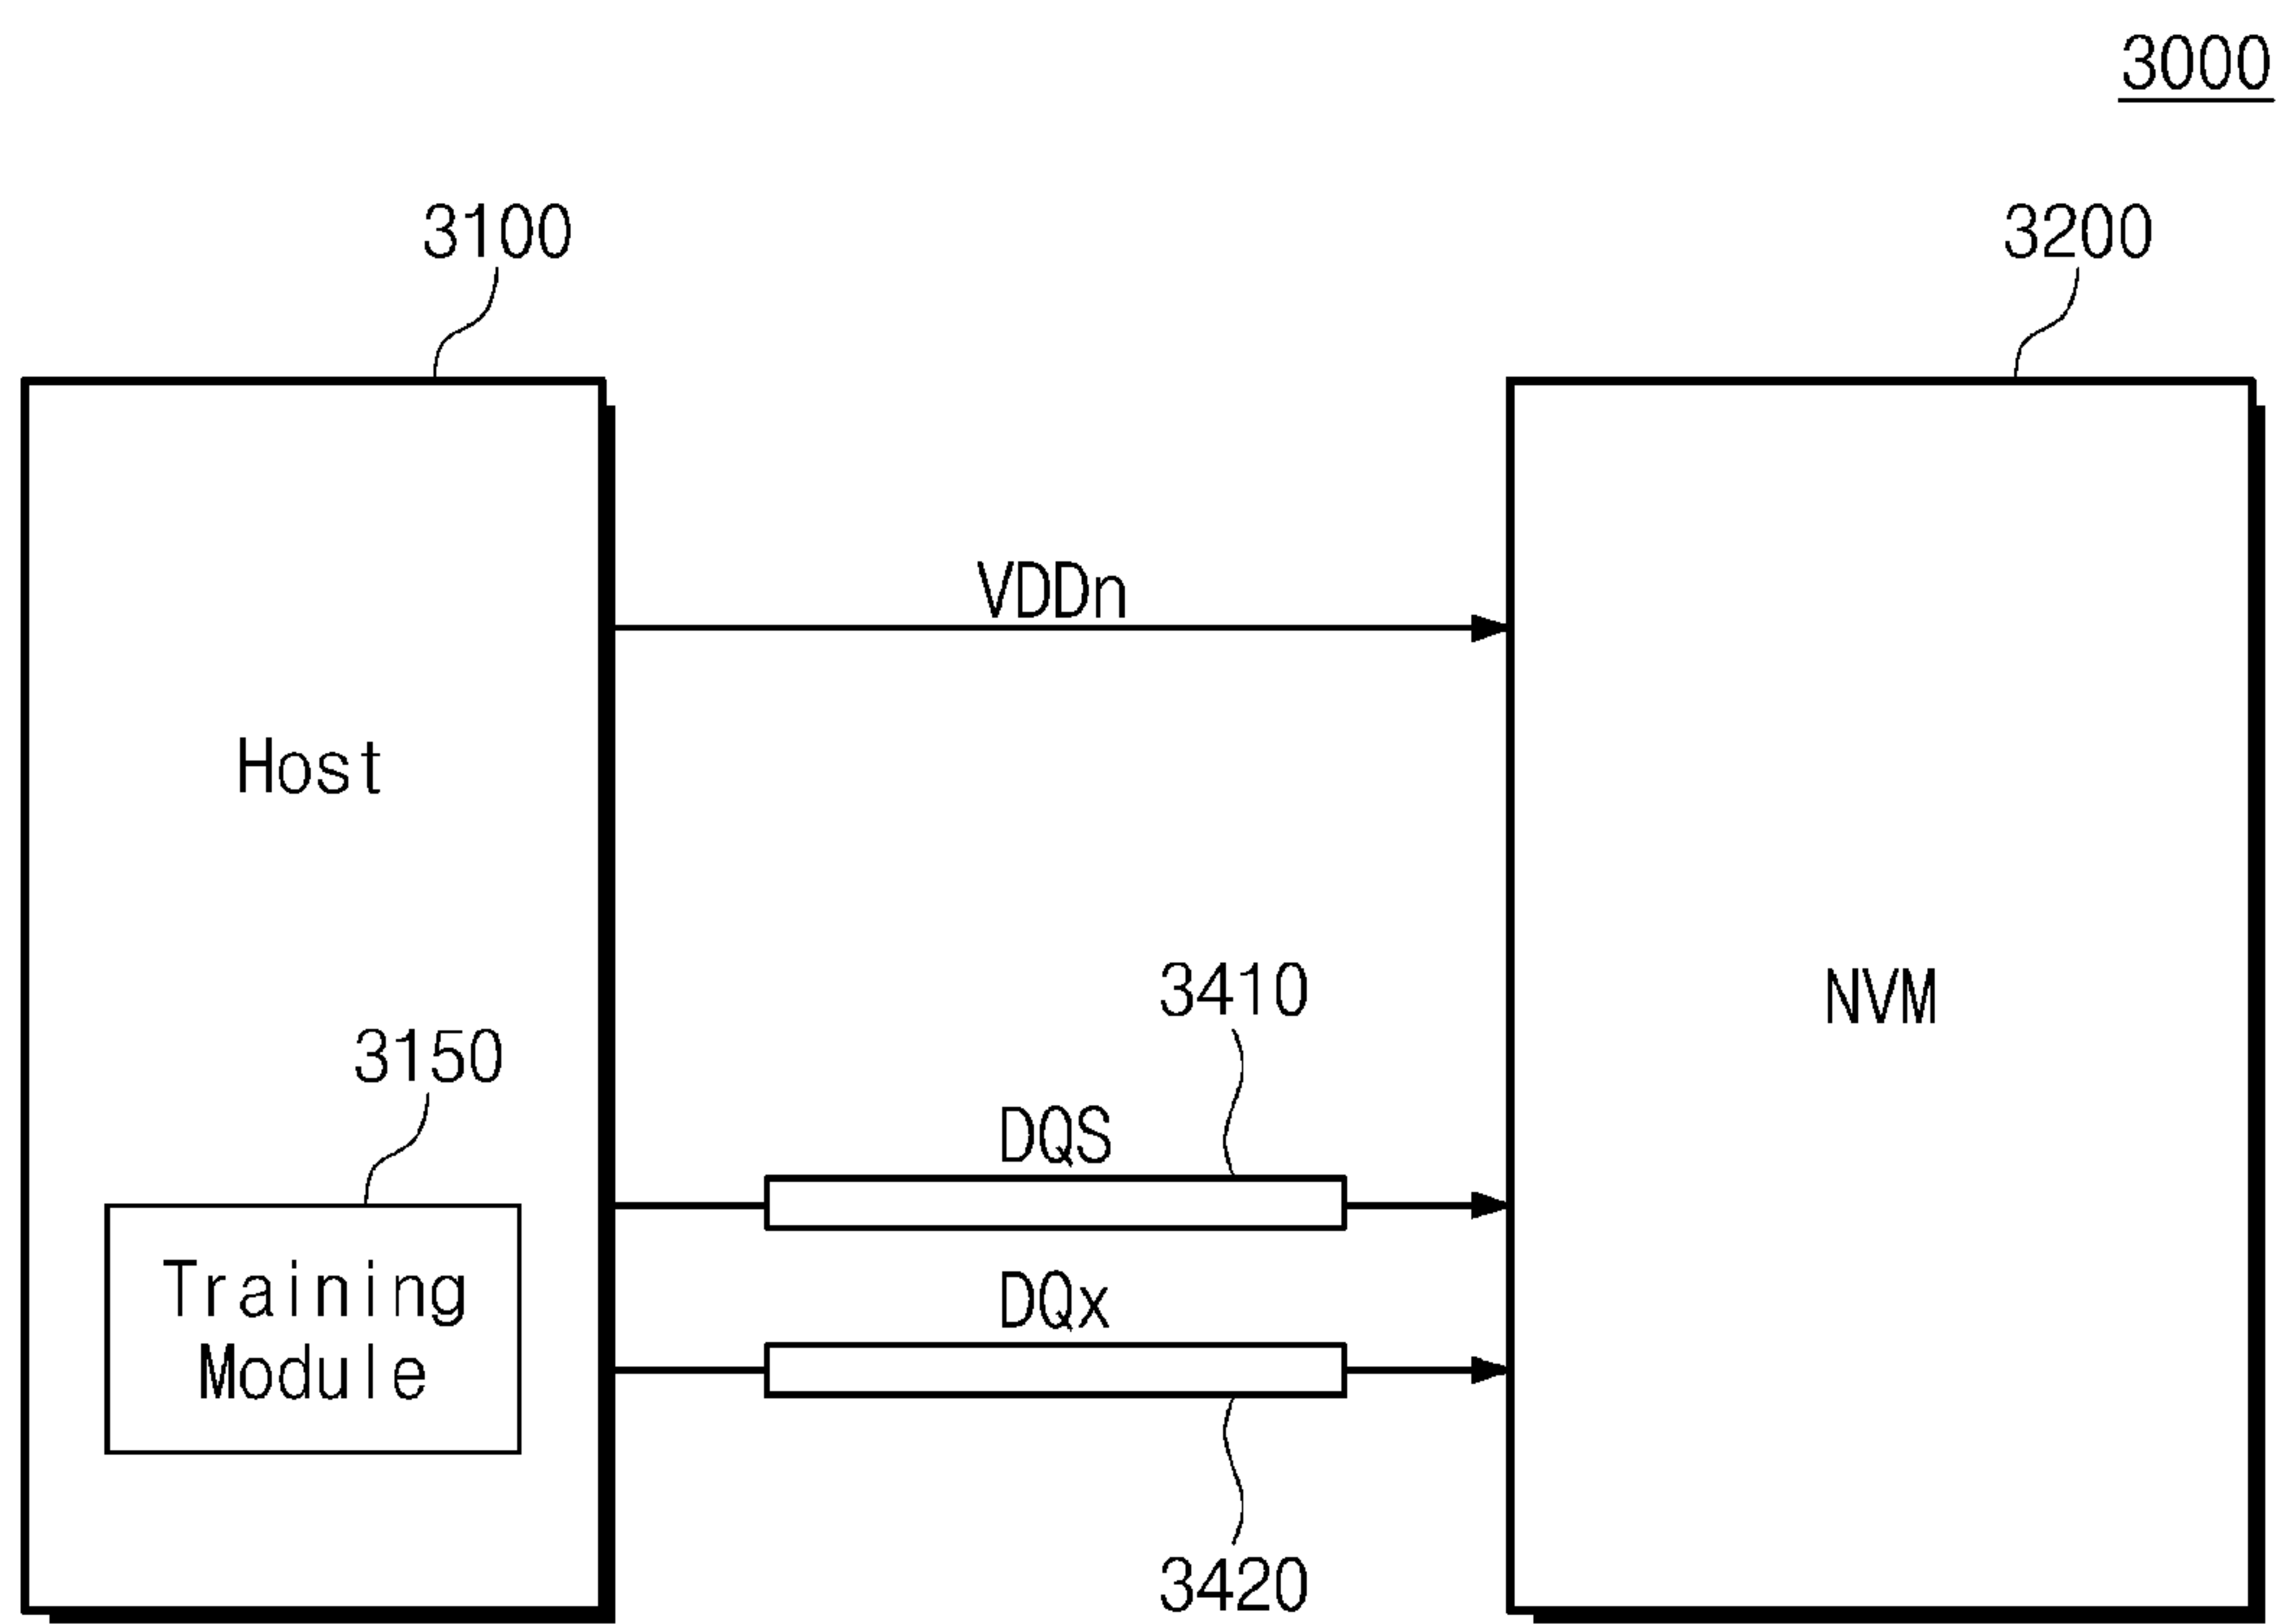 3000
3100
3200
VDDn
Host
NVM
3410
3150
DQS
Training
Module
DQx
3420